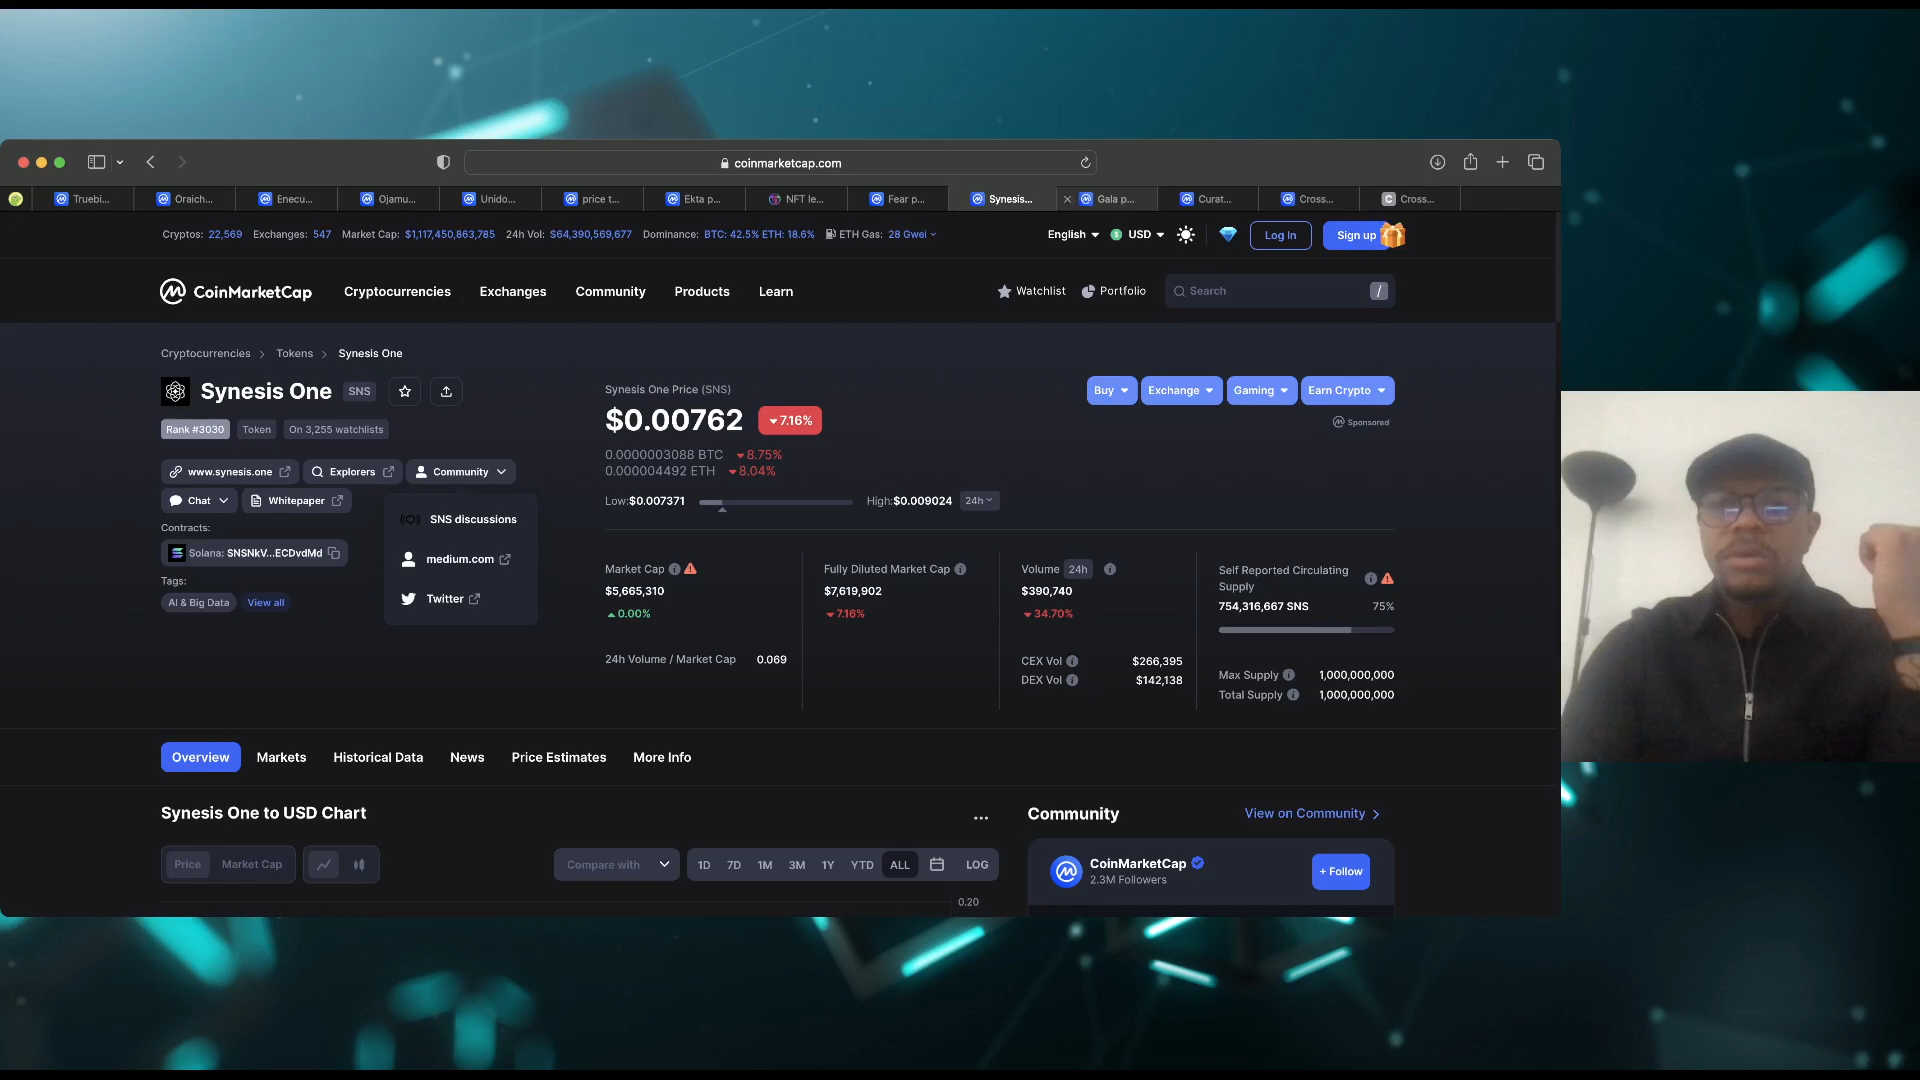 coinmarketcap.com
Truebi...
Oraich...
Enecu...
Ojamu...
Unido...
price t...
Ekta p...
NFT le...
Fear p...
Synesis...
Gala p...
Curat...
Cross...
C Cross...
Cryptos: 22,569 Exchanges: 547 Market Cap: $1,117,450,863,785 24h Vol: $64,390,569,677 Dominance: BTC: 42.5% ETH: 18.6% ETH Gas: 28 Gwei
English USD Log In Sign up
CoinMarketCap Cryptocurrencies Exchanges Community Products Learn
Watchlist Portfolio Search /
Cryptocurrencies > Tokens > Synesis One
Synesis One SNS
Rank #3030 Token On 3,255 watchlists
www.synesis.one Explorers Community
Chat Whitepaper
SNS discussions
medium.com
Twitter
Contracts:
Solana: SNSNkV...ECDvdMd
Tags:
AI & Big Data View all
Synesis One Price (SNS)
$0.00762 7.16%
0.0000003088 BTC 8.75%
0.000004492 ETH 8.04%
Low:$0.007371 High:$0.009024 24h
Buy Exchange Gaming Earn Crypto
Sponsored
Market Cap
$5,665,310
0.00%
24h Volume / Market Cap 0.069
Fully Diluted Market Cap
$7,619,902
7.16%
Volume 24h
$390,740
34.70%
CEX Vol $266,395
DEX Vol $142,138
Self Reported Circulating
Supply
754,316,667 SNS 75%
Max Supply 1,000,000,000
Total Supply 1,000,000,000
Overview Markets Historical Data News Price Estimates More Info
Synesis One to USD Chart ...
Price Market Cap
Compare with 1D 7D 1M 3M 1Y YTD ALL LOG
0.20
Community View on Community >
CoinMarketCap
2.3M Followers
+ Follow